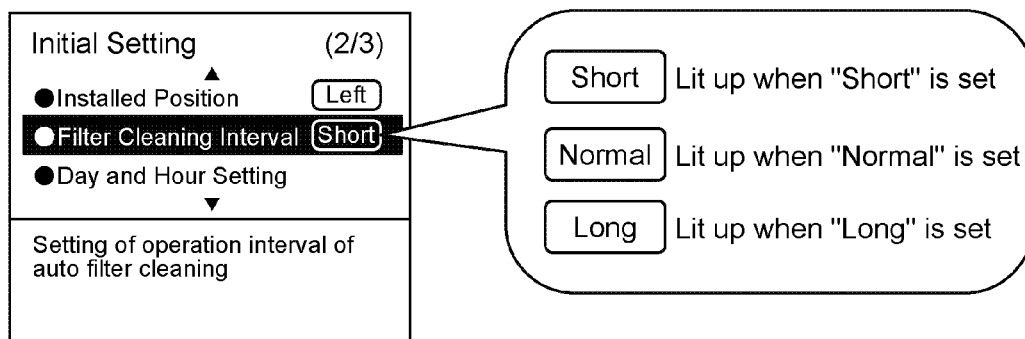 Initial Setting (2/3)
▲
●Installed Position Left
●Filter Cleaning Interval Short
●Day and Hour Setting
▼
Setting of operation interval of
auto filter cleaning
Short Lit up when "Short" is set
Normal Lit up when "Normal" is set
Long Lit up when "Long" is set